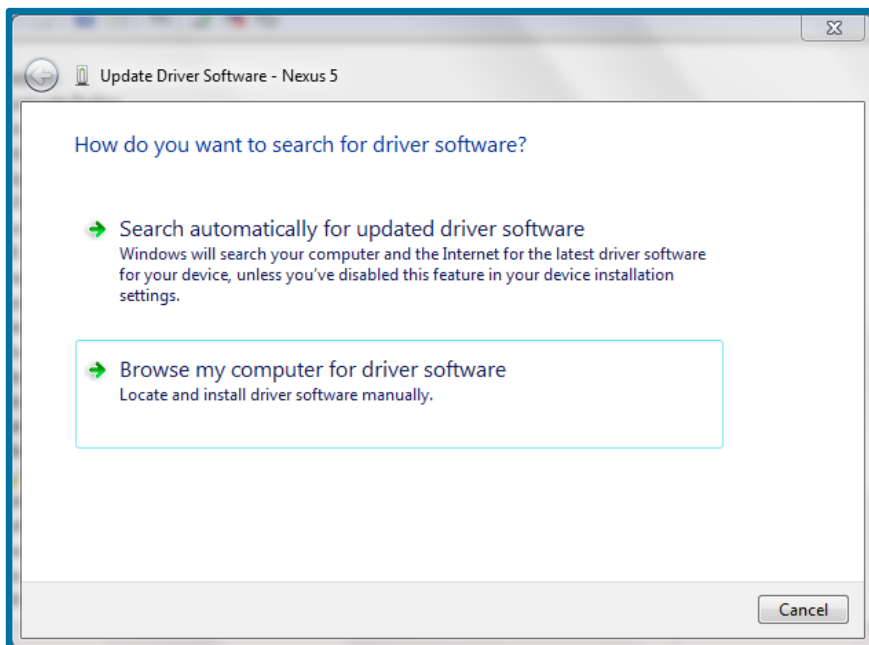 Update Driver Software - Nexus 5
How do you want to search for driver software?
Search automatically for updated driver software
Windows will search your computer and the Internet for the latest driver software
for your device, unless you've disabled this feature in your device installation
settings.
Browse my computer for driver software
Locate and install driver software manually.
Cancel